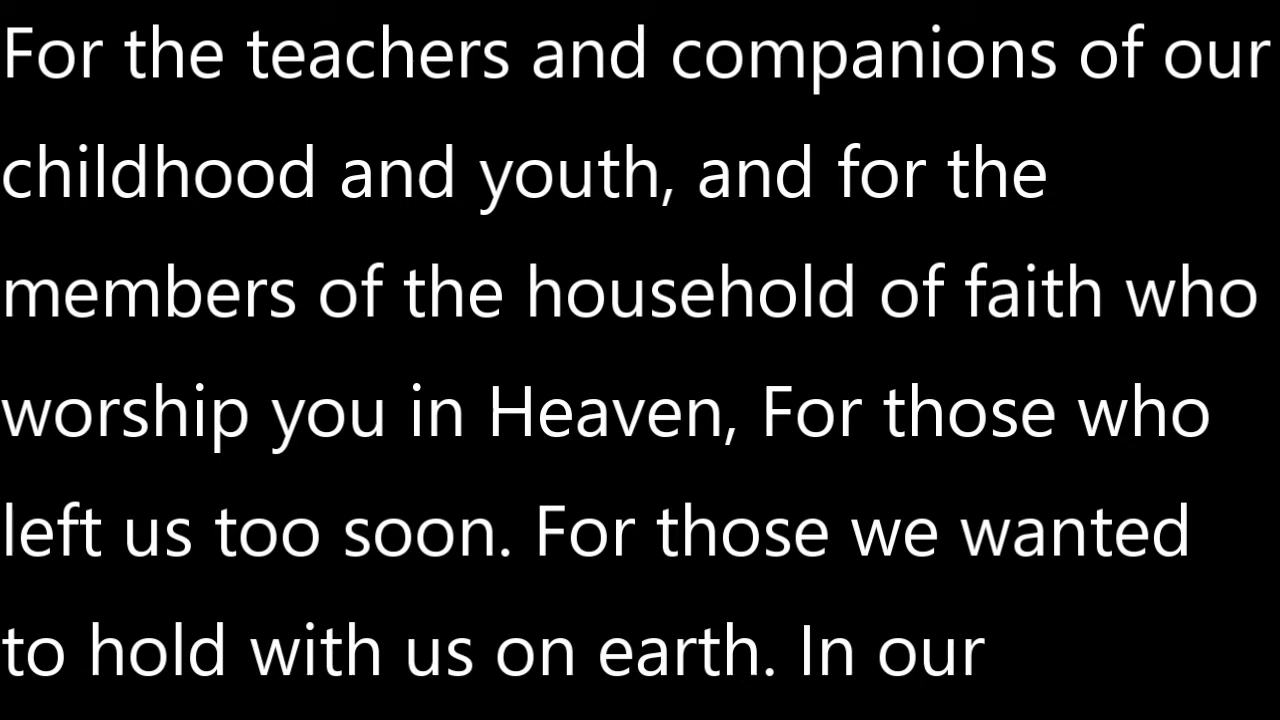 For the teachers and companions of our
childhood and youth, and for the
members of the household of faith who
worship you in Heaven, For those who
left us too soon. For those we wanted
to hold with us on earth. In our